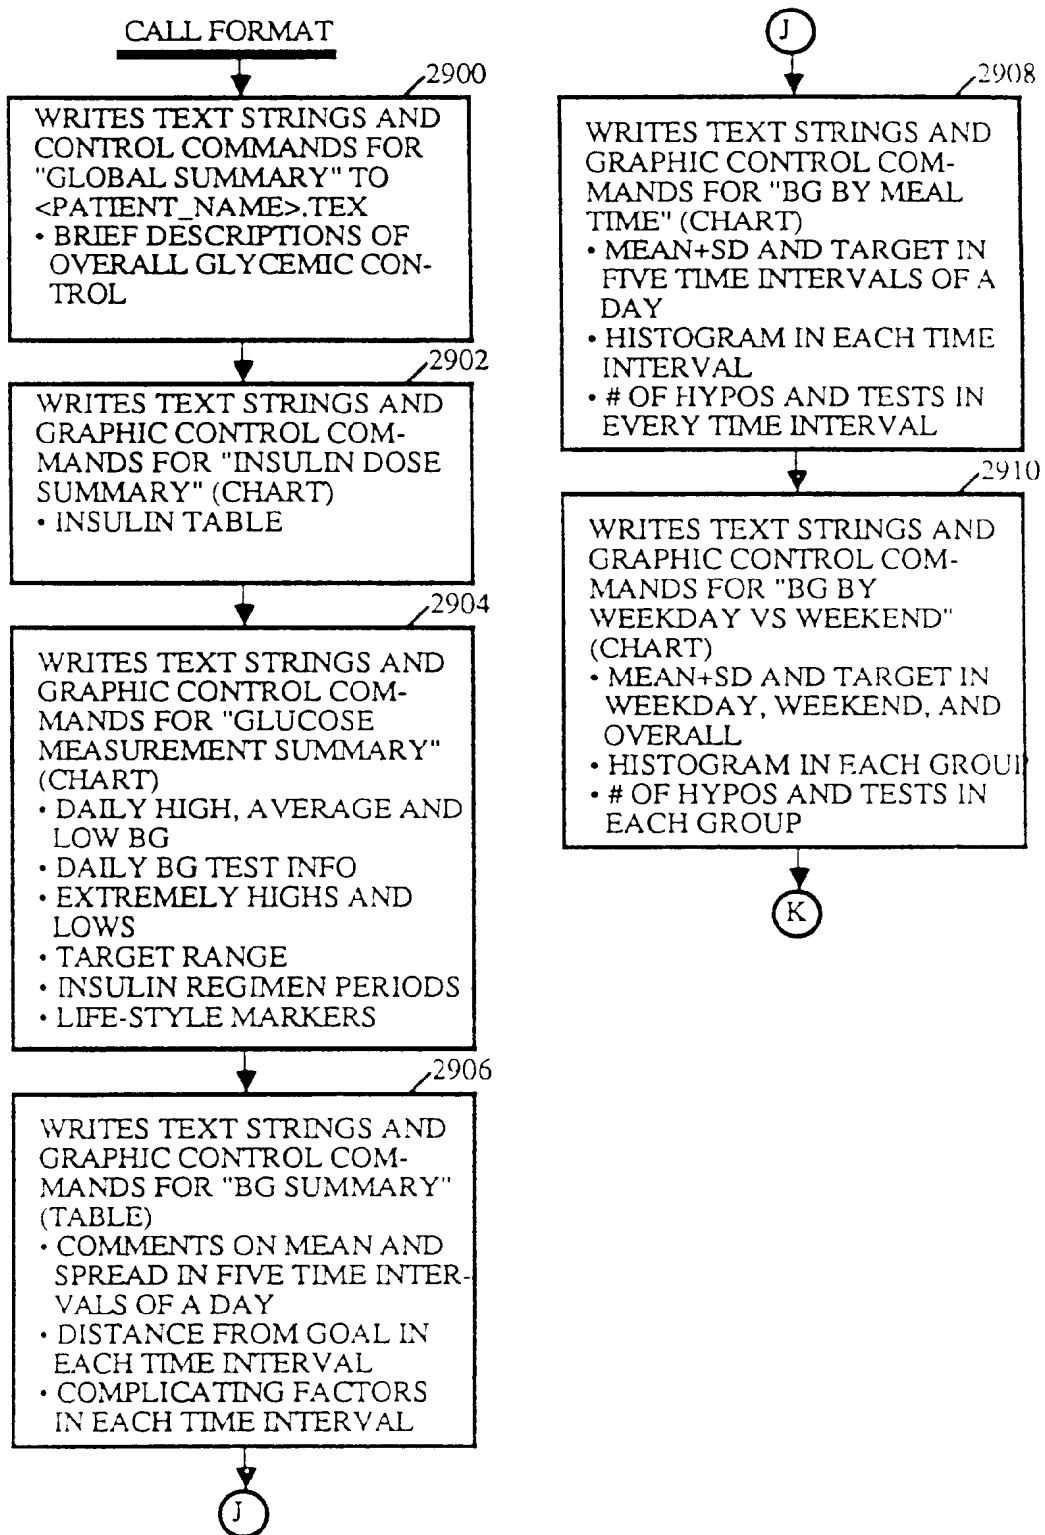 CALL FORMAT
2900
WRITES TEXT STRINGS AND
CONTROL COMMANDS FOR
"GLOBAL SUMMARY" TO
<PATIENT_NAME>.TEX
• BRIEF DESCRIPTIONS OF
OVERALL GLYCEMIC CON-
TROL
2902
WRITES TEXT STRINGS AND
GRAPHIC CONTROL COM-
MANDS FOR "INSULIN DOSE
SUMMARY" (CHART)
• INSULIN TABLE
2904
WRITES TEXT STRINGS AND
GRAPHIC CONTROL COM-
MANDS FOR "GLUCOSE
MEASUREMENT SUMMARY"
(CHART)
• DAILY HIGH, AVERAGE AND
LOW BG
• DAILY BG TEST INFO
• EXTREMELY HIGHS AND
LOWS
• TARGET RANGE
• INSULIN REGIMEN PERIODS
• LIFE-STYLE MARKERS
2906
WRITES TEXT STRINGS AND
GRAPHIC CONTROL COM-
MANDS FOR "BG SUMMARY"
(TABLE)
• COMMENTS ON MEAN AND
SPREAD IN FIVE TIME INTER-
VALS OF A DAY
• DISTANCE FROM GOAL IN
EACH TIME INTERVAL
• COMPLICATING FACTORS
IN EACH TIME INTERVAL
J
J
2908
WRITES TEXT STRINGS AND
GRAPHIC CONTROL COM-
MANDS FOR "BG BY MEAL
TIME" (CHART)
• MEAN+SD AND TARGET IN
FIVE TIME INTERVALS OF A
DAY
• HISTOGRAM IN EACH TIME
INTERVAL
• # OF HYPOS AND TESTS IN
EVERY TIME INTERVAL
2910
WRITES TEXT STRINGS AND
GRAPHIC CONTROL COM-
MANDS FOR "BG BY
WEEKDAY VS WEEKEND"
(CHART)
• MEAN+SD AND TARGET IN
WEEKDAY, WEEKEND, AND
OVERALL
• HISTOGRAM IN EACH GROUP
• # OF HYPOS AND TESTS IN
EACH GROUP
K